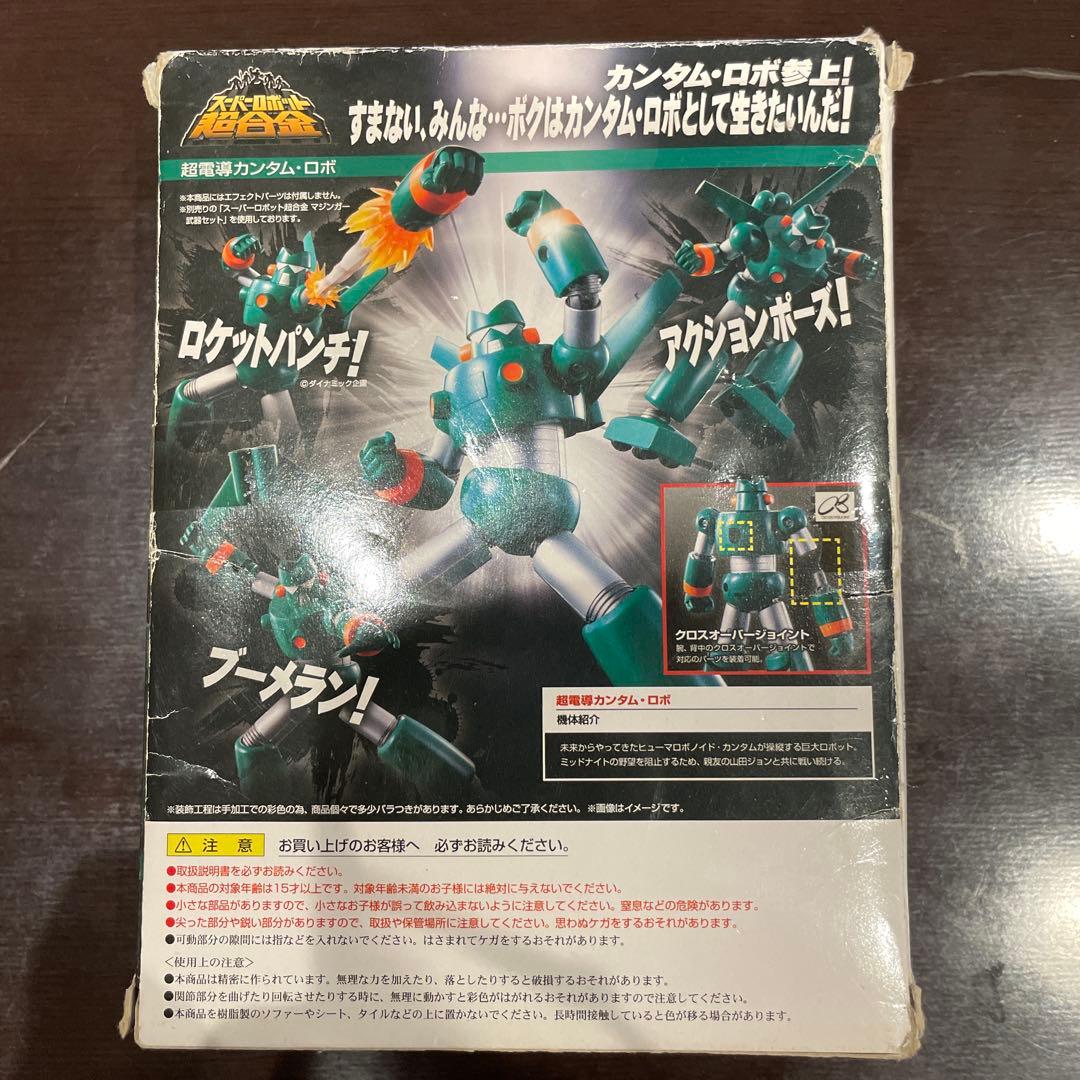 スーパーロボット
超合金
カンタム・ロボ参上!
すまない、みんな…ボクはカンタム・ロボとして生きたいんだ!
超電導カンタム・ロボ
※本商品にはエフェクトパーツは付属しません。
※別売りの「スーパーロボット超合金 マジンガー
武器セット」を使用しております。
ロケットパンチ!
©ダイナミック企画
アクションポーズ!
ブーメラン!
クロスオーバージョイント
腕、背中のクロスオーバージョイントで
対応のパーツを装着可能。
超電導カンタム・ロボ
機体紹介
未来からやってきたヒューマロボノイド・カンタムが操縦する巨大ロボット。
ミッドナイトの野望を阻止するため、親友の山田ジョンと共に戦い続ける。
※装飾工程は手加工での彩色の為、商品個々で多少バラつきがあります。あらかじめご了承ください。 ※画像はイメージです。
注 意 お買い上げのお客様へ 必ずお読みください。
●取扱説明書を必ずお読みください。
●本商品の対象年齢は15才以上です。対象年齢未満のお子様には絶対に与えないでください。
●小さな部品がありますので、小さなお子様が誤って飲み込まないように注意してください。窒息などの危険があります。
●尖った部分や鋭い部分がありますので、取扱や保管場所に注意してください。思わぬケガをするおそれがあります。
●可動部分の隙間には指などを入れないでください。はさまれてケガをするおそれがあります。
＜使用上の注意＞
●本商品は精密に作られています。無理な力を加えたり、落としたりすると破損するおそれがあります。
●関節部分を曲げたり回転させたりする時に、無理に動かすと彩色がはがれるおそれがありますので注意してください。
●本商品を樹脂製のソファーやシート、タイルなどの上に置かないでください。長時間接触していると色が移る場合があります。